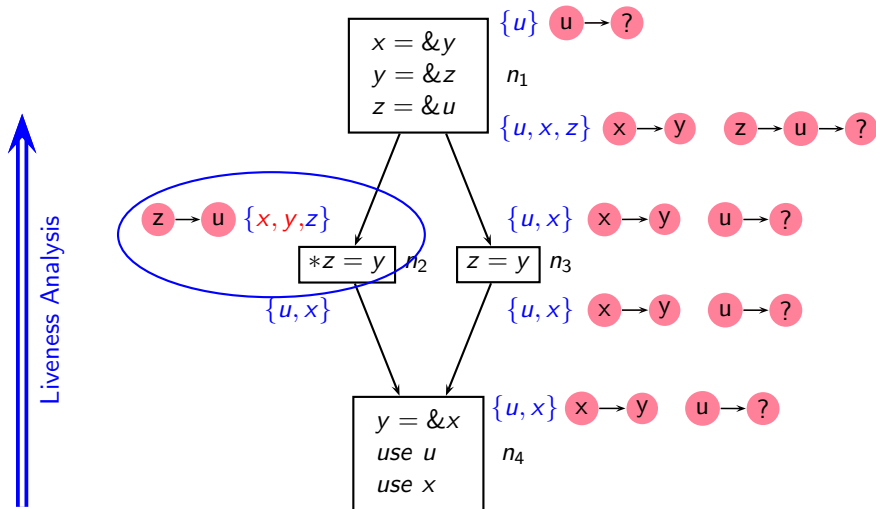 {u} u ?
x = &y
y = &z n₁
z = &u
{u, x, z} x y z u ?
z u {x, y, z} {u, x} x y u ?
*z = y n₂ z = y n₃
{u, x} {u, x} x y u ?
{u, x} x y u ?
y = &x
use u n₄
use x
Liveness Analysis